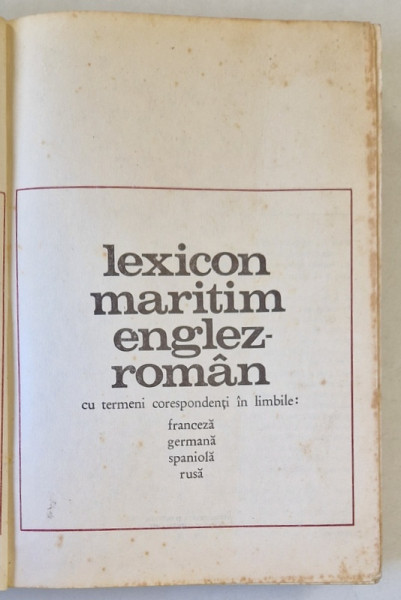 lexicon
maritim
englez-
român
cu termeni corespondenți în limbile:
franceză
germană
spaniolă
rusă